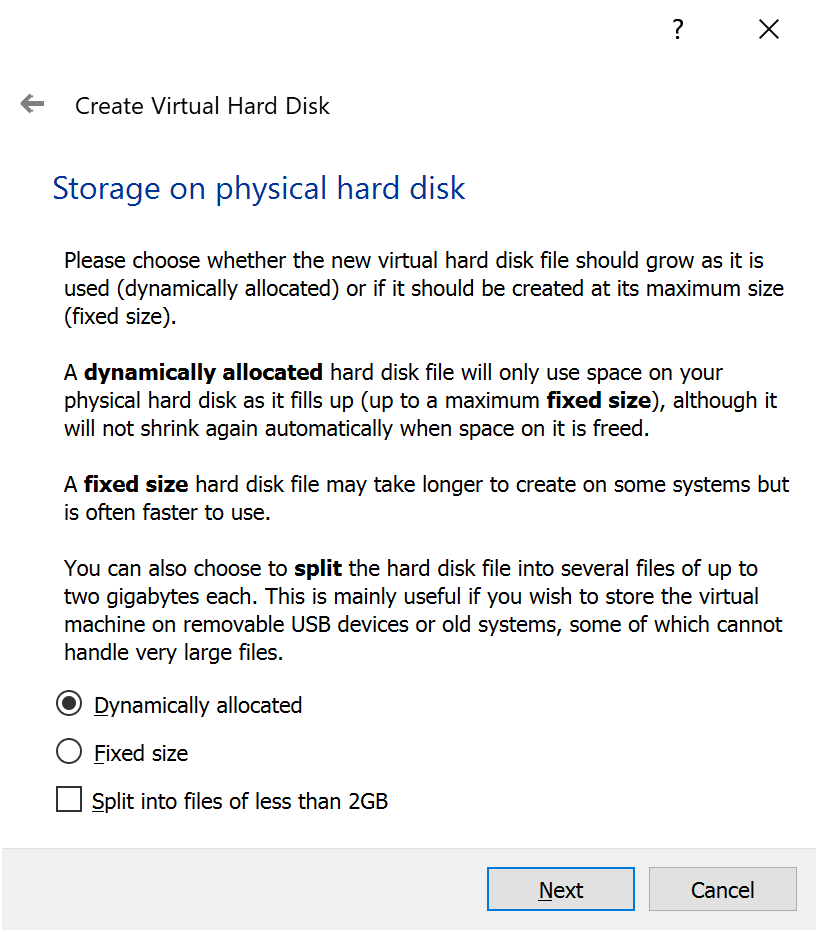 ?
Create Virtual Hard Disk
Storage on physical hard disk
Please choose whether the new virtual hard disk file should grow as it is
used (dynamically allocated) or if it should be created at its maximum size
(fixed size).
A dynamically allocated hard disk file will only use space on your
physical hard disk as it fills up (up to a maximum fixed size), although it
will not shrink again automatically when space on it is freed.
A fixed size hard disk file may take longer to create on some systems but
is often faster to use.
You can also choose to split the hard disk file into several files of up to
two gigabytes each. This is mainly useful if you wish to store the virtual
machine on removable USB devices or old systems, some of which cannot
handle very large files.
Dynamically allocated
Fixed size
Split into files of less than 2GB
Next Cancel